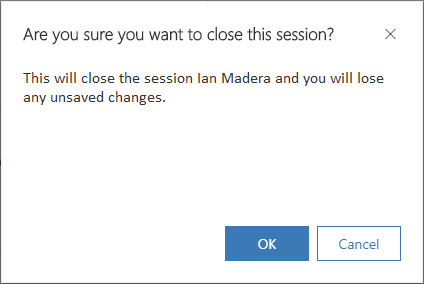 Are you sure you want to close this session?
This will close the session Ian Madera and you will lose
any unsaved changes.
OK
Cancel